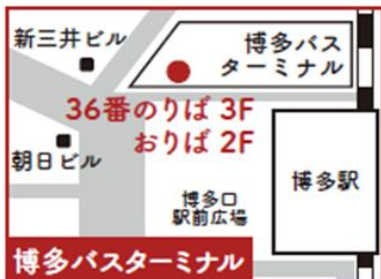 新三井ビル
博多バス
ターミナル
36番のりば 3F
おりば 2F
朝日ビル
博多口
駅前広場
博多駅
博多バスターミナル